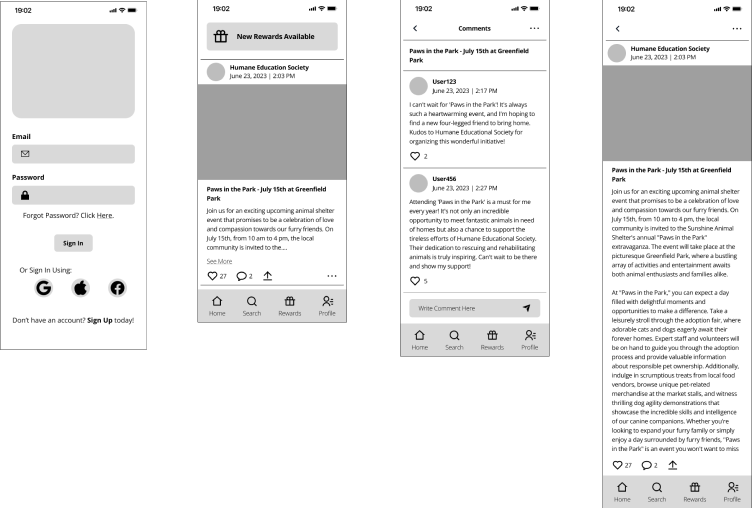 19:02
Email
Password
Forgot Password? Click Here.
Sign In
Or Sign In Using:
Don't have an account? Sign Up today!
19:02
New Rewards Available
Humane Education Society
June 23, 2023 | 2:03 PM
Paws in the Park - July 15th at Greenfield
Park
Join us for an exciting upcoming animal shelter
event that promises to be a celebration of love
and compassion towards our furry friends. On
July 15th, from 10 am to 4 pm, the local
community is invited to the....
See More
27 2
Home Search Rewards Profile
19:02
Comments
Paws in the Park - July 15th at Greenfield
Park
User123
June 23, 2023 | 2:17 PM
I can't wait for 'Paws in the Park'! It's always
such a heartwarming event, and I'm hoping to
find a new four-legged friend to bring home.
Kudos to Humane Educational Society for
organizing this wonderful initiative!
2
User456
June 23, 2023 | 2:27 PM
Attending 'Paws in the Park' is a must for me
every year! It's not only an incredible
opportunity to meet fantastic animals in need
of homes but also a chance to support the
tireless efforts of Humane Educational Society.
Their dedication to rescuing and rehabilitating
animals is truly inspiring. Can't wait to be there
and show my support!
5
Write Comment Here
Home Search Rewards Profile
19:02
Humane Education Society
June 23, 2023 | 2:03 PM
Paws in the Park - July 15th at Greenfield
Park
Join us for an exciting upcoming animal shelter
event that promises to be a celebration of love
and compassion towards our furry friends. On
July 15th, from 10 am to 4 pm, the local
community is invited to the Sunshine Animal
Shelter's annual "Paws in the Park"
extravaganza. The event will take place at the
picturesque Greenfield Park, where a bustling
array of activities and entertainment awaits
both animal enthusiasts and families alike.
At "Paws in the Park," you can expect a day
filled with delightful moments and
opportunities to make a difference. Take a
leisurely stroll through the adoption fair, where
adorable cats and dogs eagerly await their
forever homes. Expert staff and volunteers will
be on hand to guide you through the adoption
process and provide valuable information
about responsible pet ownership. Additionally,
indulge in scrumptious treats from local food
vendors, browse unique pet-related
merchandise at the market stalls, and witness
thrilling dog agility demonstrations that
showcase the incredible skills and intelligence
of our canine companions. Whether you're
looking to expand your furry family or simply
enjoy a day surrounded by furry friends, "Paws
in the Park" is an event you won't want to miss
27 2
Home Search Rewards Profile